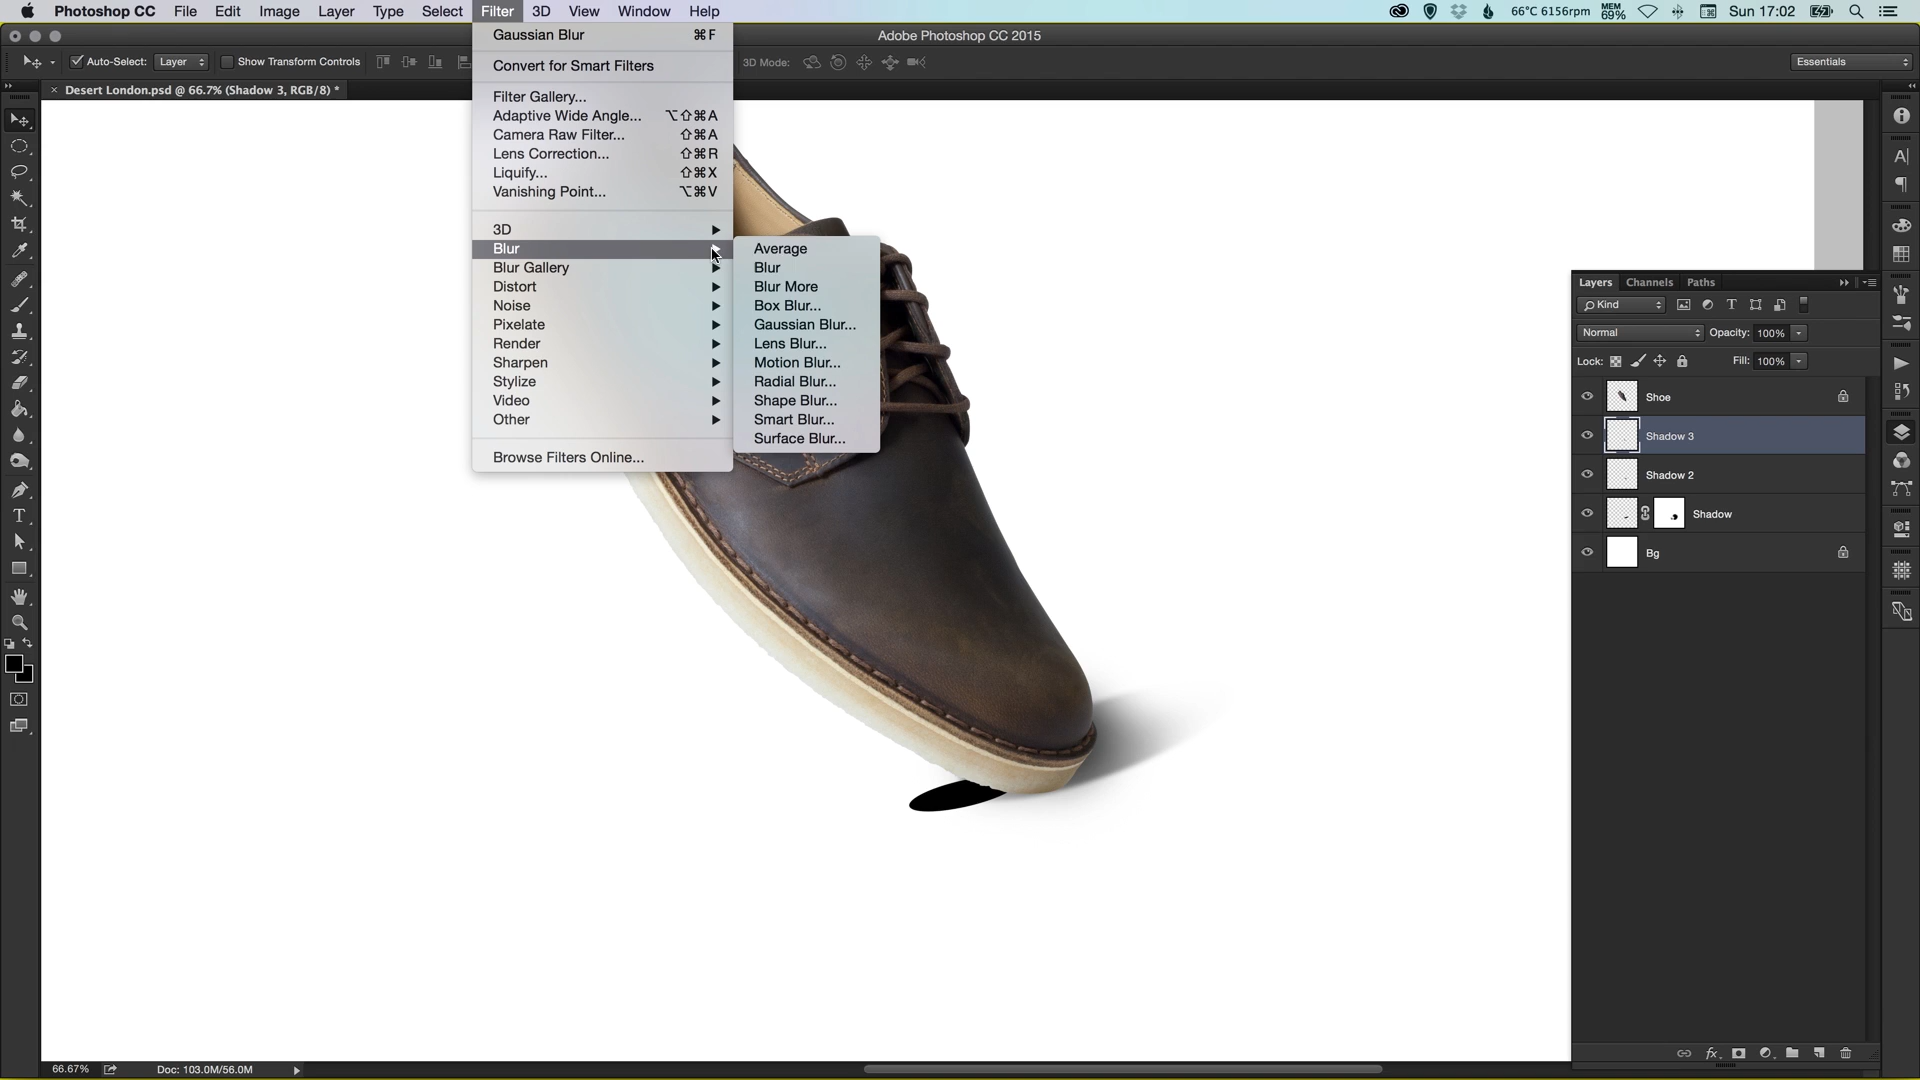 Photoshop CC File Edit Image Layer Type Select Filter 3D View Window Help 66°C 6156rpm MEM 69% Sun 17:02
Adobe Photoshop CC 2015
Auto-Select: Layer Show Transform Controls 3D Mode: Essentials
× Desert London.psd @ 66.7% (Shadow 3, RGB/8) *
Gaussian Blur ⌘F
Convert for Smart Filters
Filter Gallery...
Adaptive Wide Angle... ⌥⇧⌘A
Camera Raw Filter... ⇧⌘A
Lens Correction... ⇧⌘R
Liquify... ⇧⌘X
Vanishing Point... ⌥⌘V
3D
Blur
Blur Gallery
Distort
Noise
Pixelate
Render
Sharpen
Stylize
Video
Other
Browse Filters Online...
Average
Blur
Blur More
Box Blur...
Gaussian Blur...
Lens Blur...
Motion Blur...
Radial Blur...
Shape Blur...
Smart Blur...
Surface Blur...
Layers Channels Paths
Kind
Normal Opacity: 100%
Lock: Fill: 100%
Shoe
Shadow 3
Shadow 2
Shadow
Bg
66.67% Doc: 103.0M/56.0M